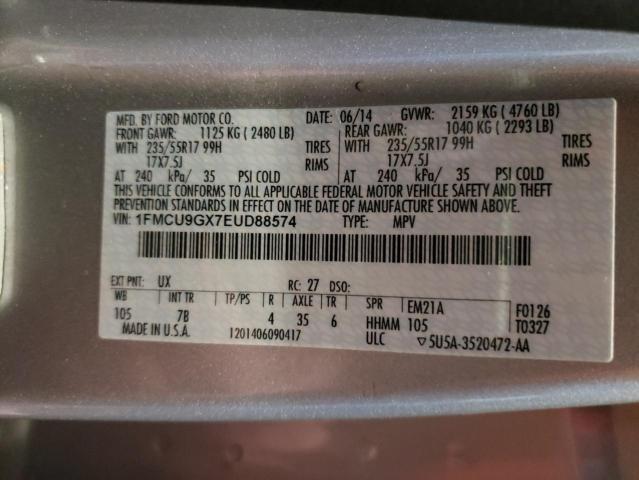 MFD. BY FORD MOTOR CO. DATE: 06/14 GVWR: 2159 KG ( 4760 LB)
FRONT GAWR: 1125 KG ( 2480 LB) REAR GAWR: 1040 KG ( 2293 LB)
WITH 235/55R17 99H TIRES WITH 235/55R17 99H TIRES
17X7.5J RIMS 17X7.5J RIMS
AT 240 kPa/ 35 PSI COLD AT 240 kPa/ 35 PSI COLD
THIS VEHICLE CONFORMS TO ALL APPLICABLE FEDERAL MOTOR VEHICLE SAFETY AND THEFT
PREVENTION STANDARDS IN EFFECT ON THE DATE OF MANUFACTURE SHOWN ABOVE.
VIN: 1FMCU9GX7EUD88574 TYPE: MPV
EXT PNT: UX RC: 27 DSO:
WB INT TR TP/PS R AXLE TR SPR EM21A F0126
105 7B 4 35 6 HHMM 105 T0327
MADE IN U.S.A. 1201406090417 ULC ▽5U5A-3520472-AA